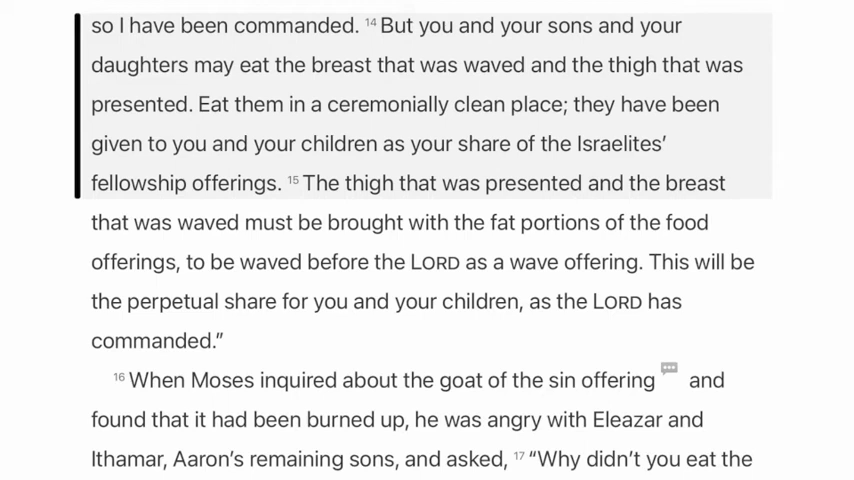 so I have been commanded. 14 But you and your sons and your
daughters may eat the breast that was waved and the thigh that was
presented. Eat them in a ceremonially clean place; they have been
given to you and your children as your share of the Israelites’
fellowship offerings. 15 The thigh that was presented and the breast
that was waved must be brought with the fat portions of the food
offerings, to be waved before the LORD as a wave offering. This will be
the perpetual share for you and your children, as the LORD has
commanded.”
16 When Moses inquired about the goat of the sin offering and
found that it had been burned up, he was angry with Eleazar and
Ithamar, Aaron’s remaining sons, and asked, 17 “Why didn’t you eat the